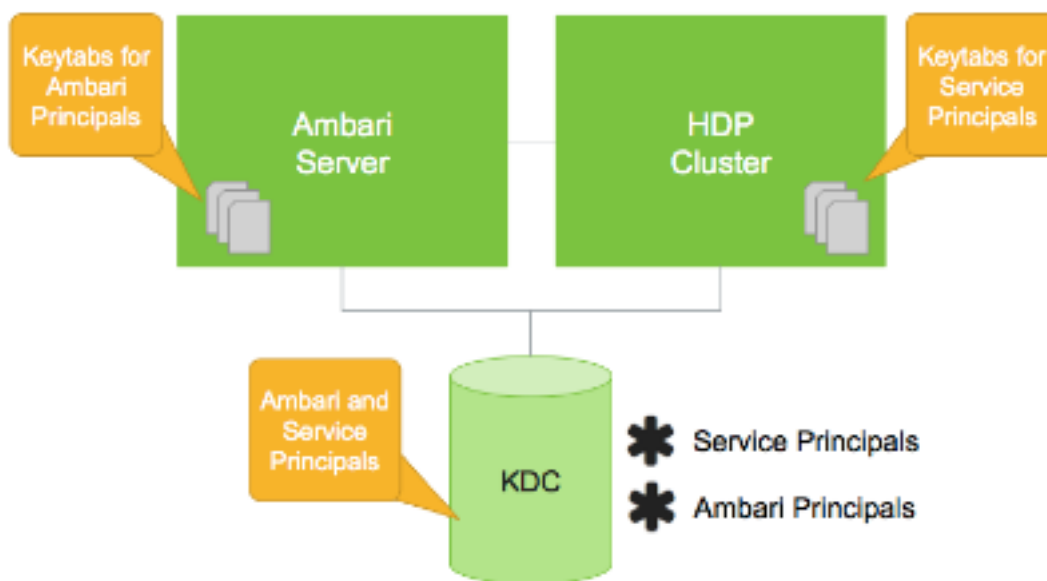 Keytabs for
Ambari
Principals
Ambari
Server
HDP
Cluster
Keytabs for
Service
Principals
Ambari and
Service
Principals
KDC
Service Principals
Ambari Principals